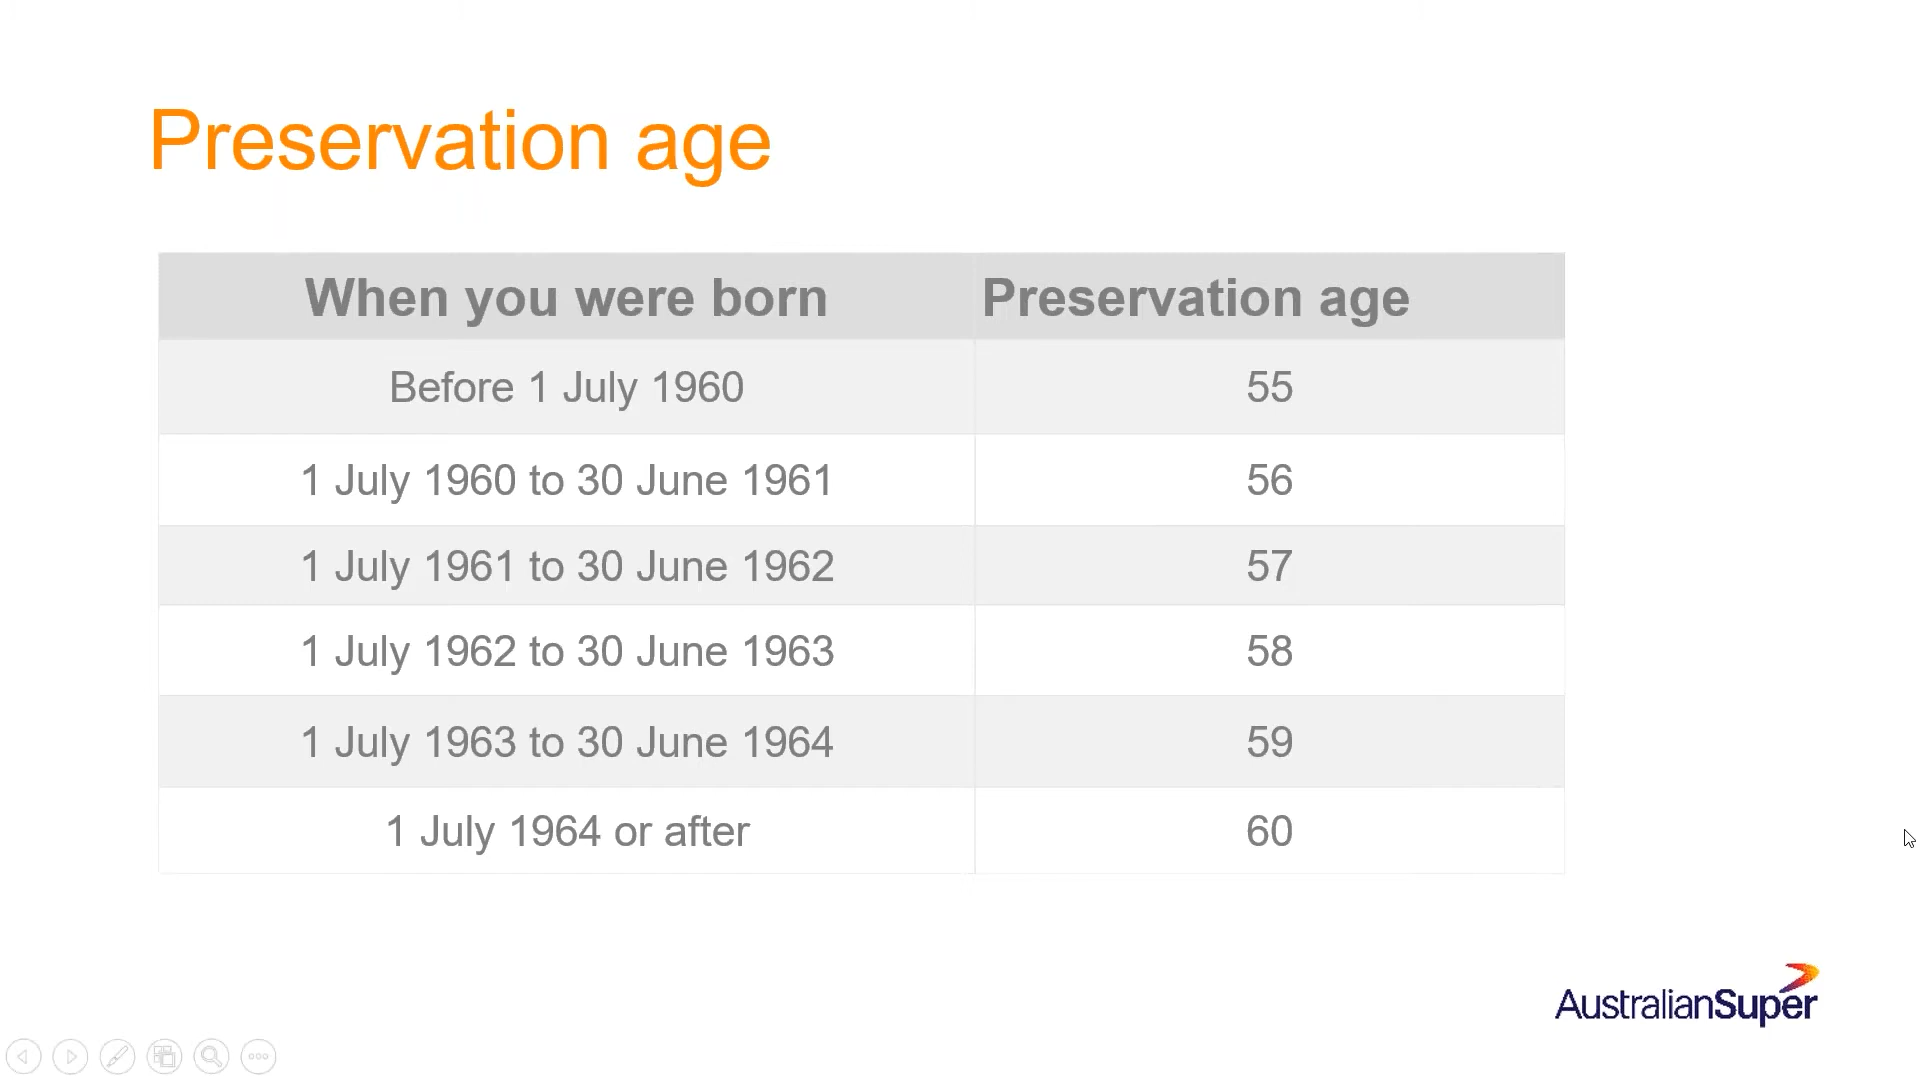 Preservation age
When you were born Preservation age
Before 1 July 1960 55
1 July 1960 to 30 June 1961 56
1 July 1961 to 30 June 1962 57
1 July 1962 to 30 June 1963 58
1 July 1963 to 30 June 1964 59
1 July 1964 or after 60
AustralianSuper